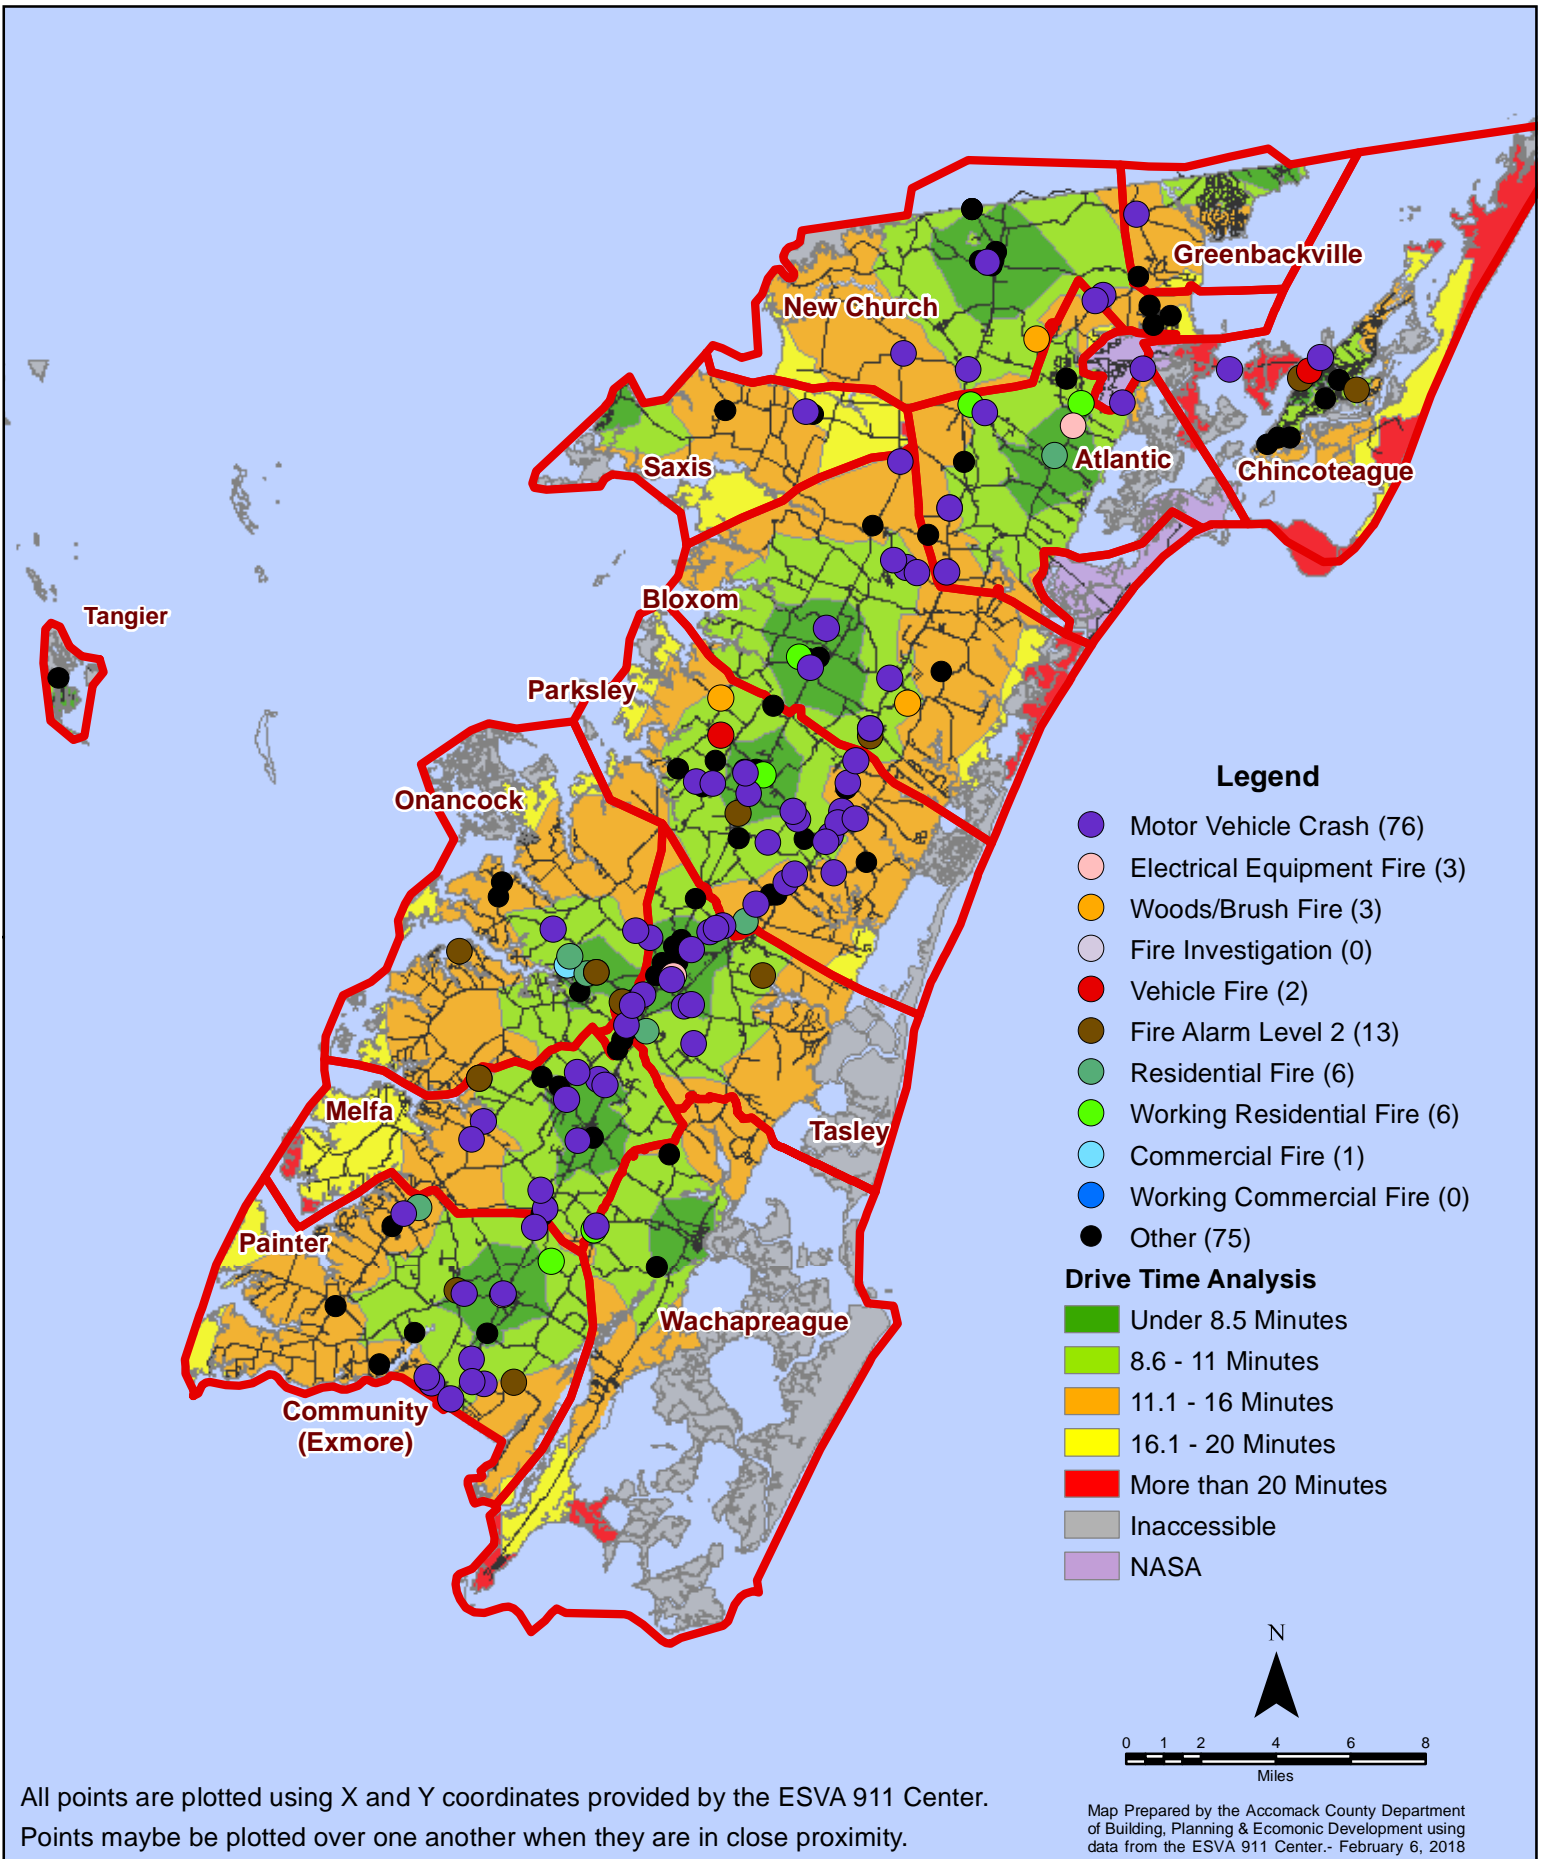 Greenbackville
New Church
Atlantic
Saxis
Chincoteague
Bloxom
Tangier
Parksley
Onancock
Melfa
Tasley
Painter
Wachapreague
Community
(Exmore)
Legend
Motor Vehicle Crash (76)
Electrical Equipment Fire (3)
Woods/Brush Fire (3)
Fire Investigation (0)
Vehicle Fire (2)
Fire Alarm Level 2 (13)
Residential Fire (6)
Working Residential Fire (6)
Commercial Fire (1)
Working Commercial Fire (0)
Other (75)
Drive Time Analysis
Under 8.5 Minutes
8.6 - 11 Minutes
11.1 - 16 Minutes
16.1 - 20 Minutes
More than 20 Minutes
Inaccessible
NASA
N
0 1 2 4 6 8
Miles
All points are plotted using X and Y coordinates provided by the ESVA 911 Center.
Points maybe be plotted over one another when they are in close proximity.
Map Prepared by the Accomack County Department
of Building, Planning & Ecomonic Development using
data from the ESVA 911 Center.- February 6, 2018